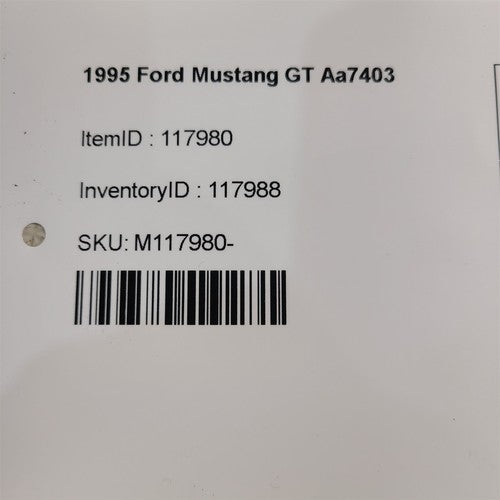 1995 Ford Mustang GT Aa7403
ItemID : 117980
InventoryID : 117988
SKU: M117980-